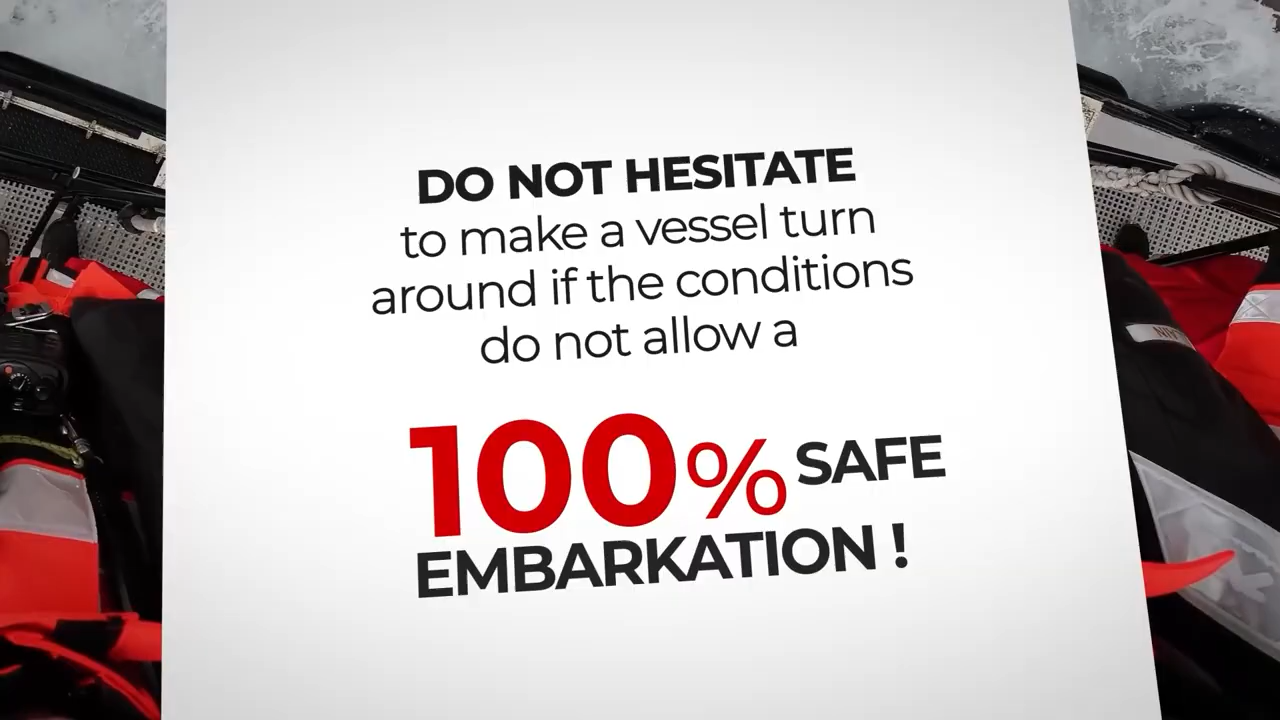 DO NOT HESITATE
to make a vessel turn
around if the conditions
do not allow a
100% SAFE
EMBARKATION !